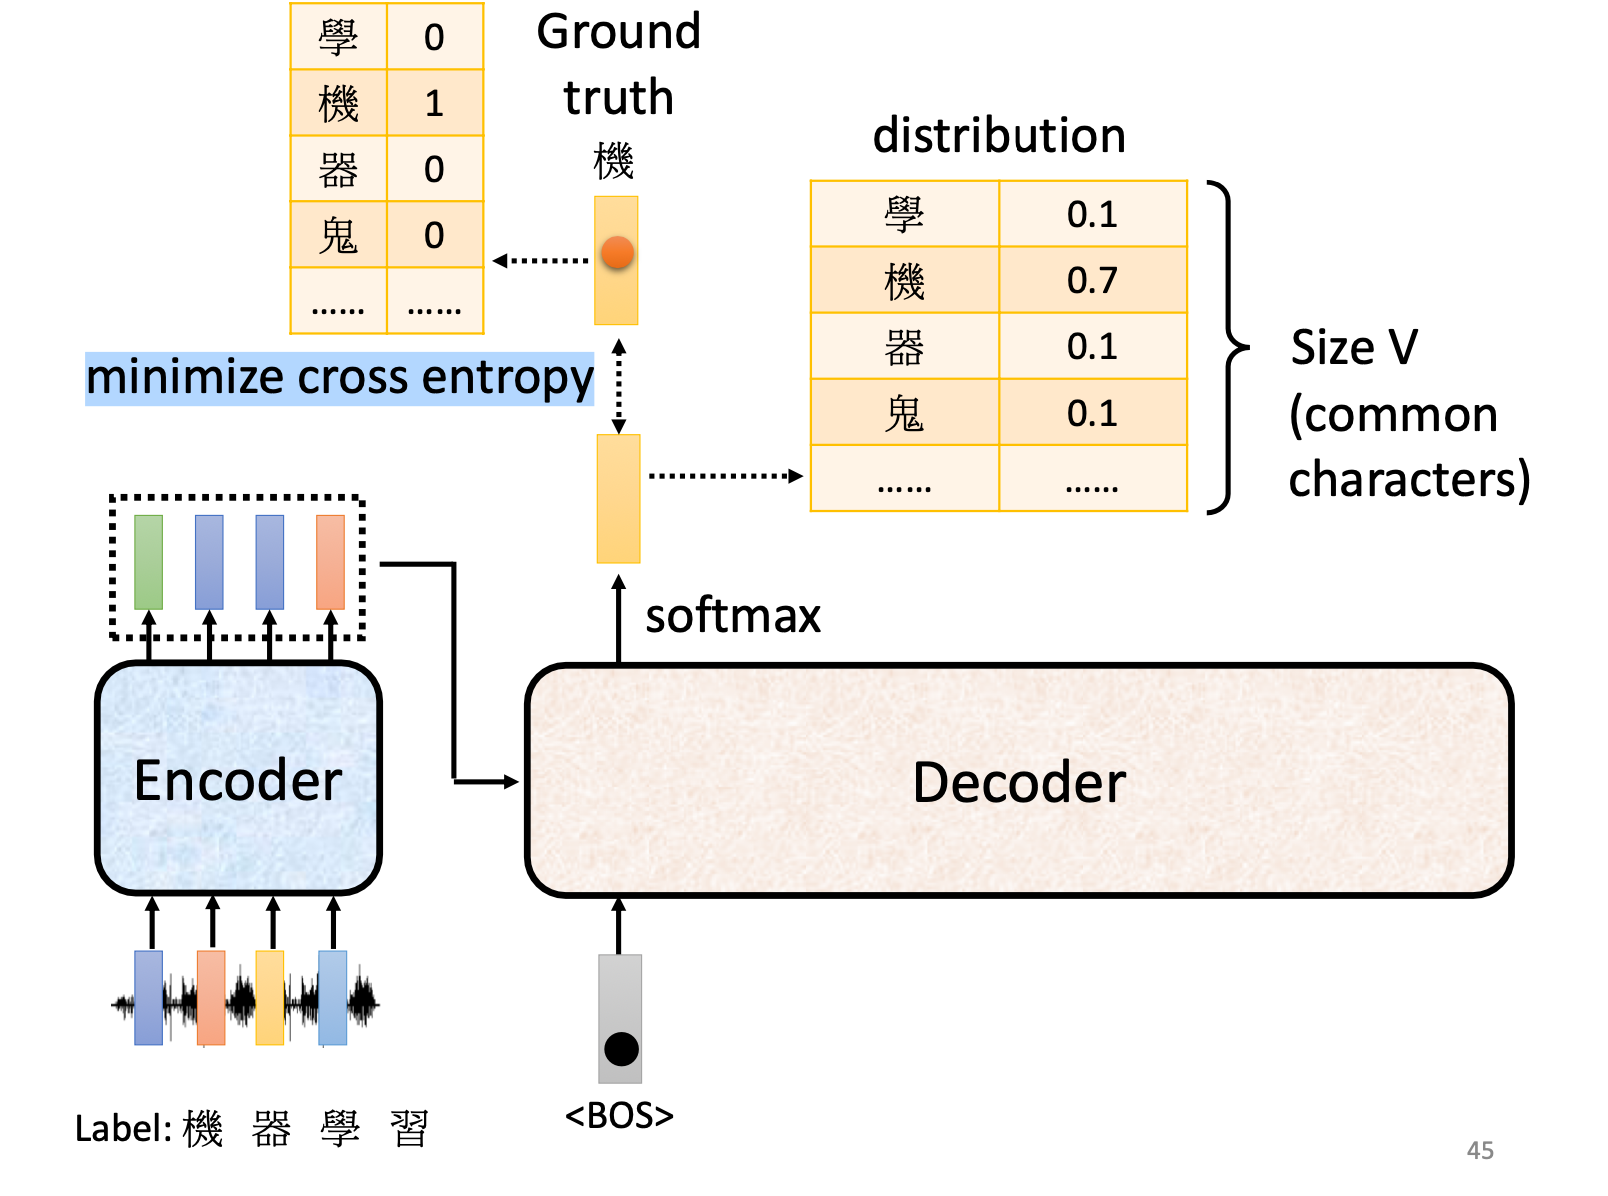 學 0
機 1
器 0
鬼 0
...... ......
Ground
truth
機
distribution
學 0.1
機 0.7
器 0.1
鬼 0.1
...... ......
Size V
(common
characters)
minimize cross entropy
softmax
Encoder
Decoder
<BOS>
Label: 機 器 學 習
45